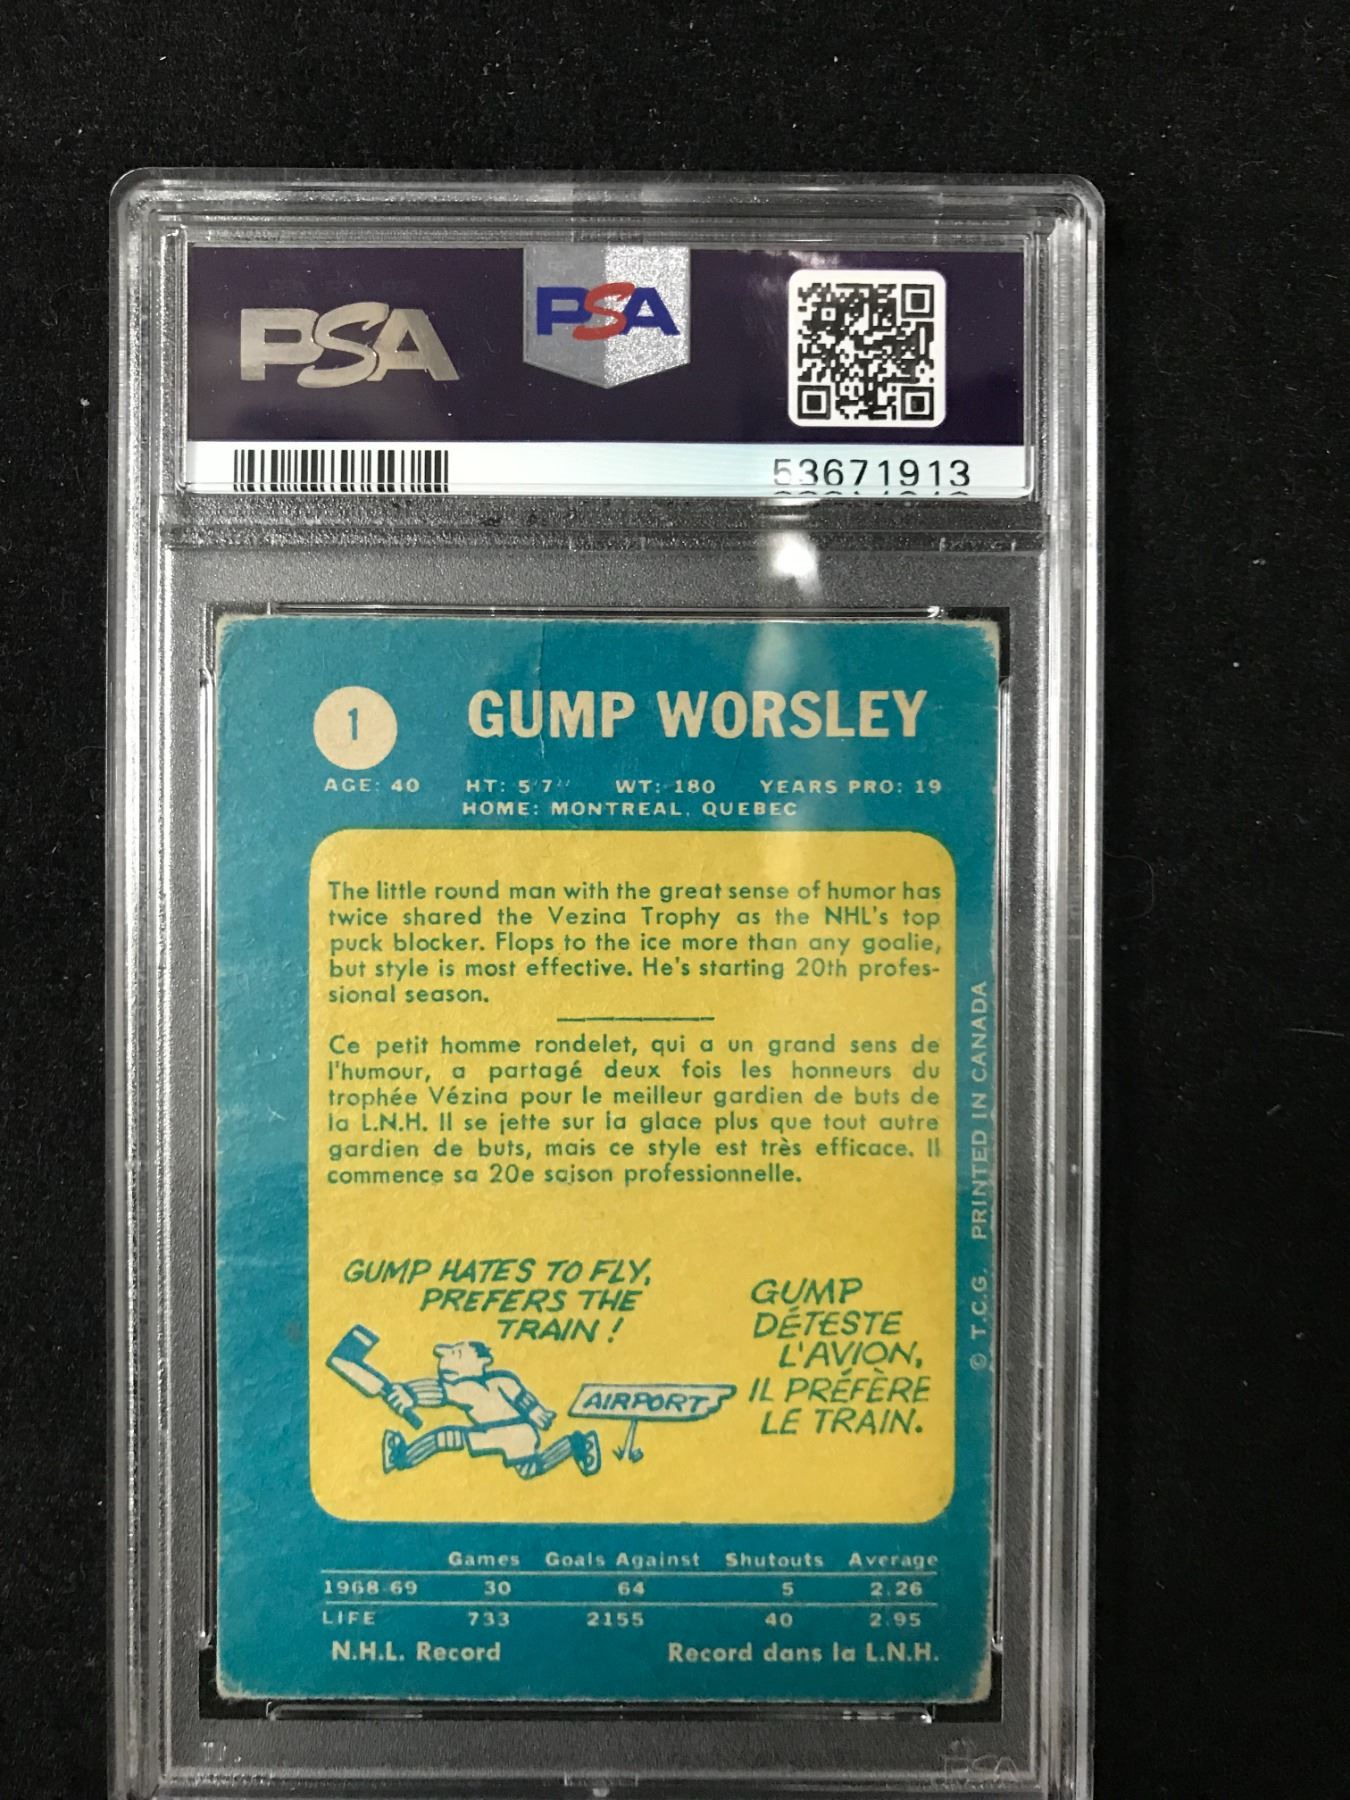 PSA
PSA
53671913
1
GUMP WORSLEY
AGE: 40 HT: 5'7" WT: 180 YEARS PRO: 19
HOME: MONTREAL, QUEBEC
The little round man with the great sense of humor has
twice shared the Vezina Trophy as the NHL's top
puck blocker. Flops to the ice more than any goalie,
but style is most effective. He's starting 20th profes-
sional season.
Ce petit homme rondelet, qui a un grand sens de
l'humour, a partagé deux fois les honneurs du
trophée Vézina pour le meilleur gardien de buts de
la L.N.H. Il se jette sur la glace plus que tout autre
gardien de buts, mais ce style est très efficace. Il
commence sa 20e saison professionnelle.
GUMP HATES TO FLY,
PREFERS THE
TRAIN!
AIRPORT
GUMP
DÉTESTE
L'AVION,
IL PRÉFÈRE
LE TRAIN.
© T.C.G. PRINTED IN CANADA
Games Goals Against Shutouts Average
1968-69 30 64 5 2.26
LIFE 733 2155 40 2.95
N.H.L. Record Record dans la L.N.H.